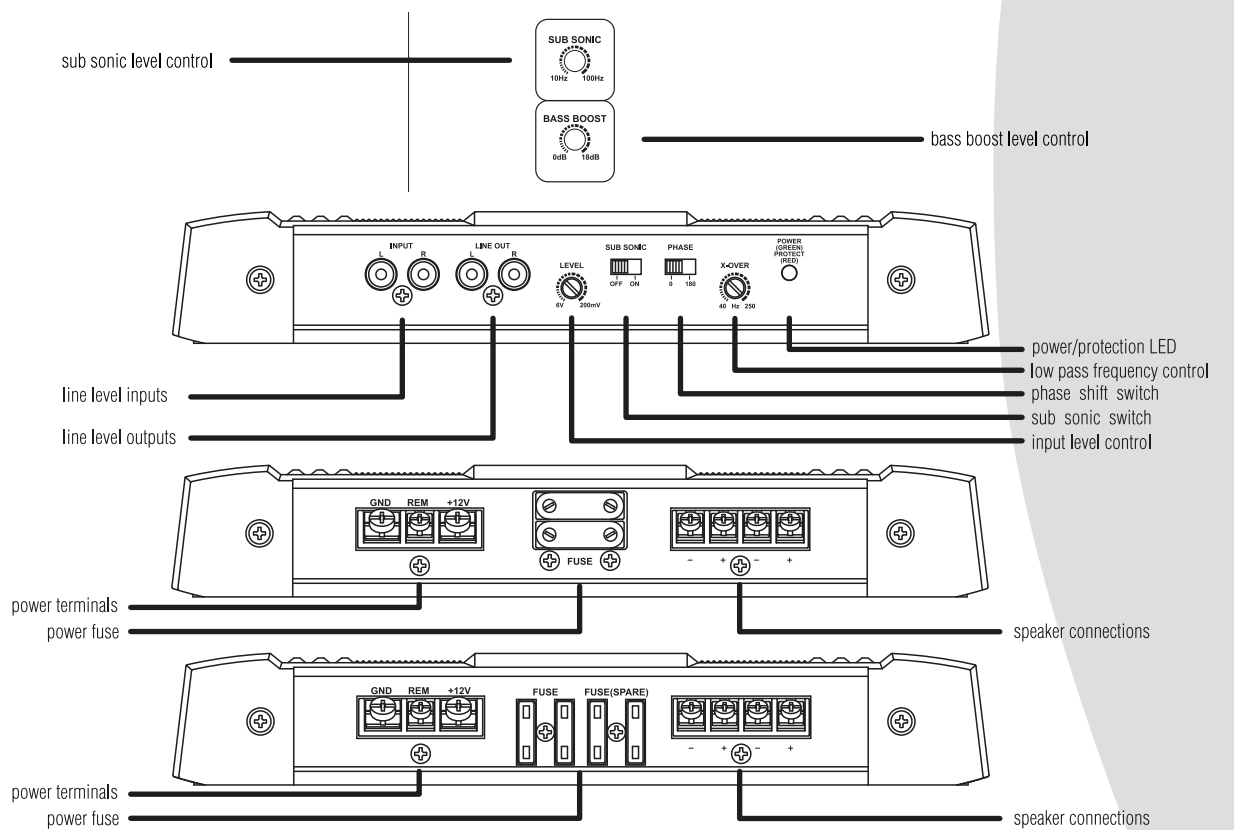 SUB SONIC
sub sonic level control
10Hz 100Hz
BASS BOOST
bass boost level control
0dB 18dB
INPUT
L R
LINE OUT
L R
LEVEL
6V 200mV
SUB SONIC
OFF ON
PHASE
0 180
X-OVER
40 Hz 250
POWER
(GREEN)
PROTECT
(RED)
power/protection LED
low pass frequency control
phase shift switch
sub sonic switch
input level control
line level inputs
line level outputs
GND REM +12V
FUSE
- + - +
power terminals
power fuse
speaker connections
GND REM +12V
FUSE FUSE(SPARE)
- + - +
power terminals
power fuse
speaker connections